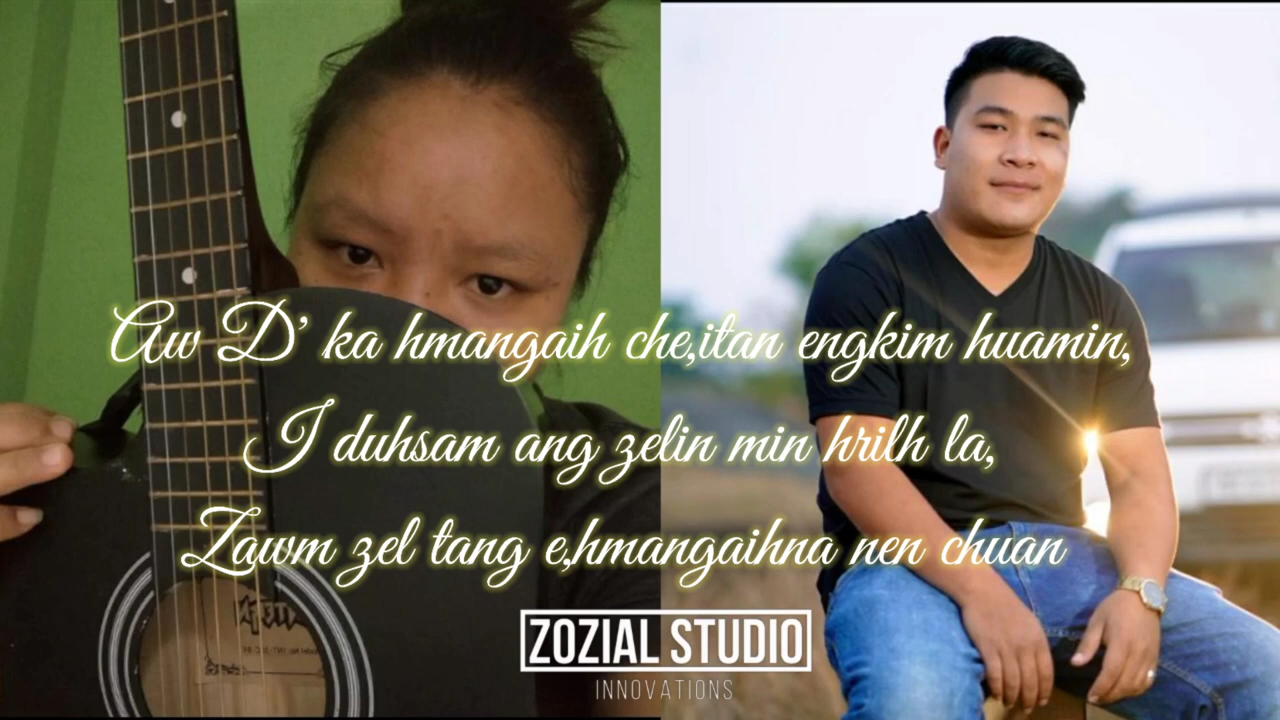 Aw D' ka hmangaih che,itan engkim huamin,
I duhsam ang zelin min hrilh la,
Zawm zel tang e,hmangaihna nen chuan
ZOZIAL STUDIO
INNOVATIONS